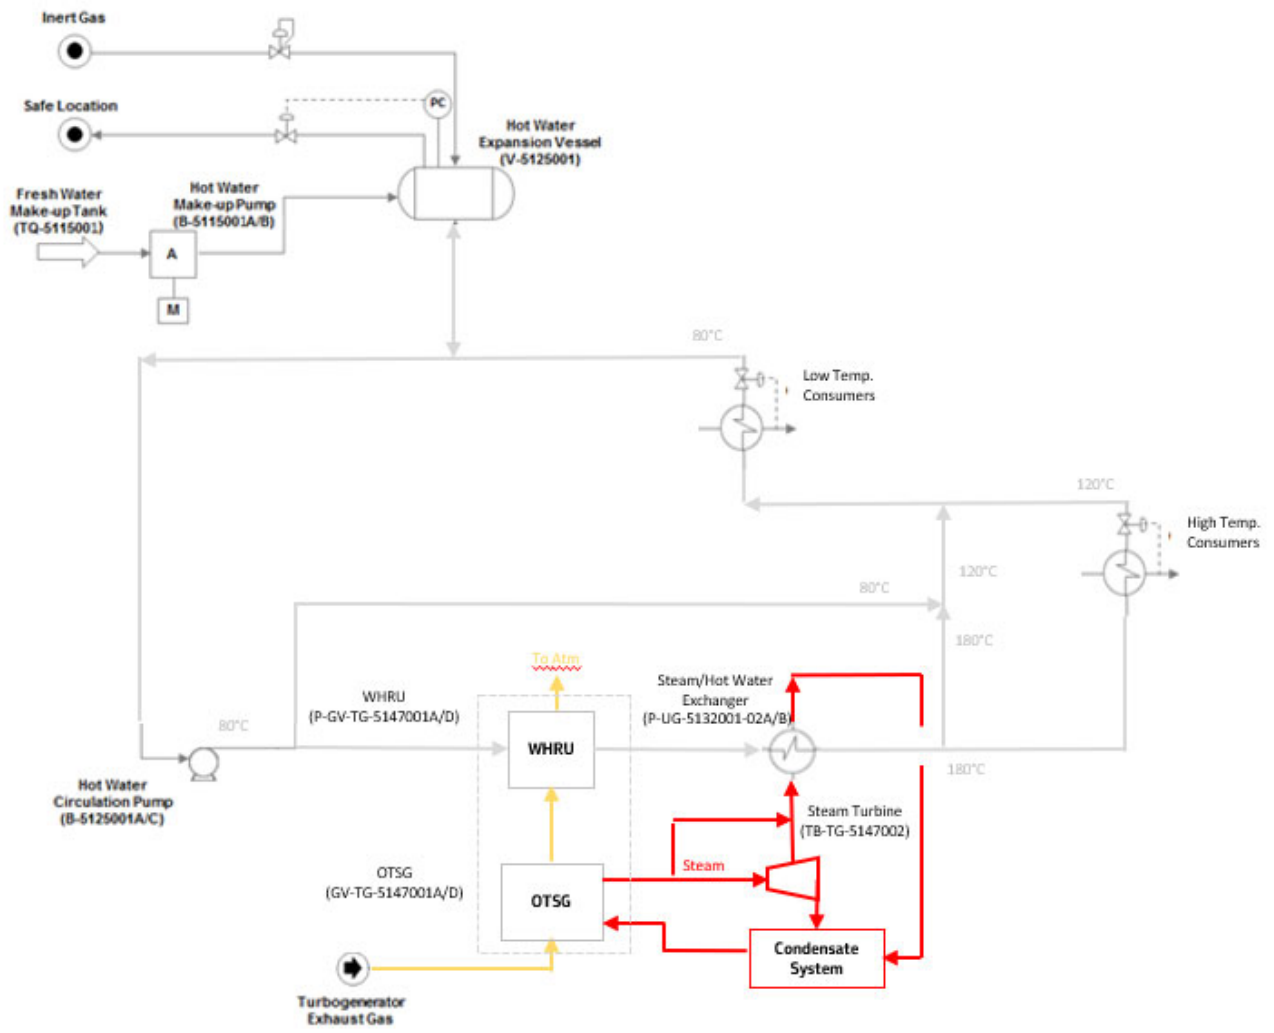 Inert Gas
Safe Location
PC
Hot Water
Expansion Vessel
(V-5125001)
Fresh Water
Make-up Tank
(TQ-5115001)
Hot Water
Make-up Pump
(B-5115001A/B)
A
M
80°C
Low Temp.
Consumers
120°C
High Temp.
Consumers
80°C
120°C
180°C
To Atm
WHRU
(P-GV-TG-5147001A/D)
Steam/Hot Water
Exchanger
(P-UG-5132001-02A/B)
80°C
WHRU
180°C
Hot Water
Circulation Pump
(B-5125001A/C)
Steam Turbine
(TB-TG-5147002)
OTSG
(GV-TG-5147001A/D)
Steam
OTSG
Condensate
System
Turbogenerator
Exhaust Gas